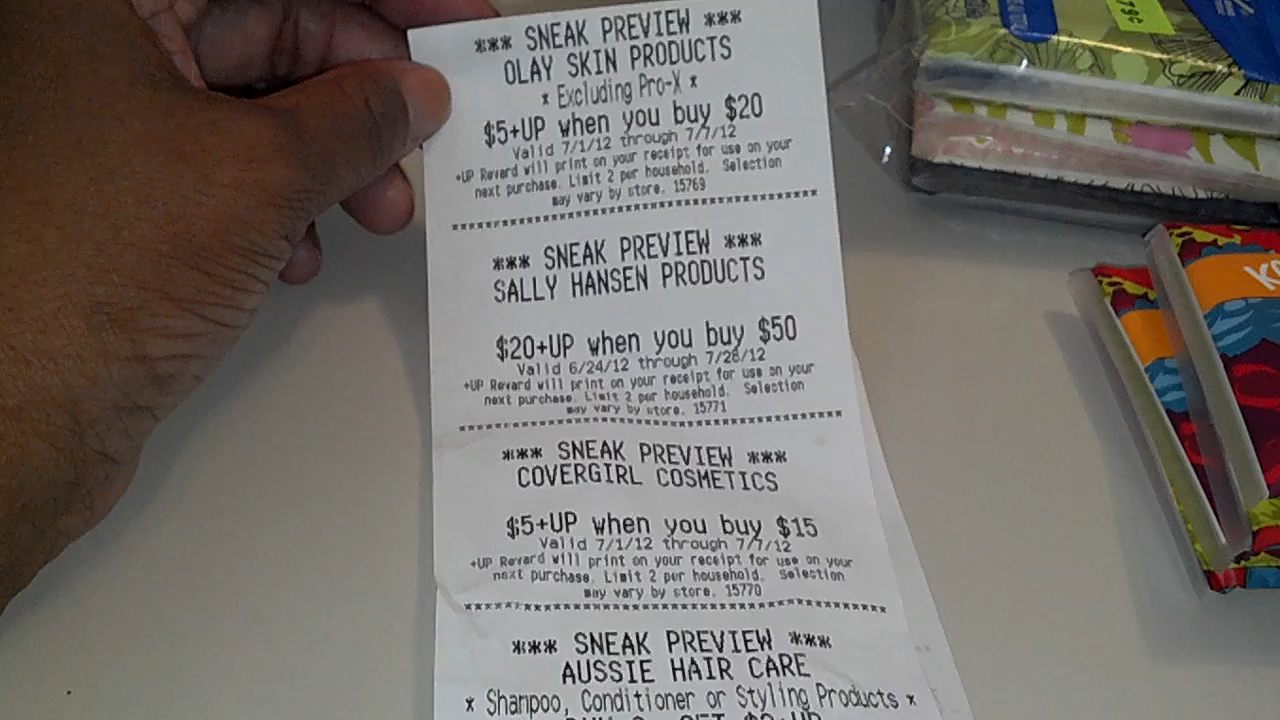 *** SNEAK PREVIEW ***
OLAY SKIN PRODUCTS
* Excluding Pro-X *
$5+UP when you buy $20
Valid 7/1/12 through 7/7/12
+UP Reward will print on your receipt for use on your
next purchase. Limit 2 per household. Selection
may vary by store. 15769
*** SNEAK PREVIEW ***
SALLY HANSEN PRODUCTS
$20+UP when you buy $50
Valid 6/24/12 through 7/28/12
+UP Reward will print on your receipt for use on your
next purchase. Limit 2 per household. Selection
may vary by store. 15771
*** SNEAK PREVIEW ***
COVERGIRL COSMETICS
$5+UP when you buy $15
Valid 7/1/12 through 7/7/12
+UP Reward will print on your receipt for use on your
next purchase. Limit 2 per household. Selection
may vary by store. 15770
*** SNEAK PREVIEW ***
AUSSIE HAIR CARE
* Shampoo, Conditioner or Styling Products *
79¢